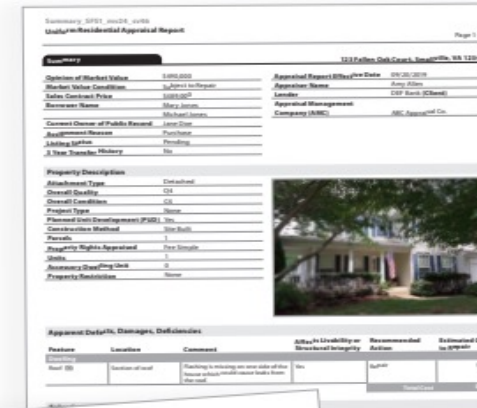 Uniform Residential Appraisal Report
Page 1
Summary
123 Fallen Oak Court, Smallville, VA 120
Opinion of Market Value $490,000
Market Value Condition Subject to Repair
Sales Contract Price
Borrower Name Mary Jones
Michael Jones
Current Owner of Public Record Jane Doe
Assignment Reason Purchase
Listing Status Pending
3 Year Transfer History No
Appraisal Report Effective Date 09/20/2019
Appraiser Name Amy Allen
Lender DEF Bank (Client)
Appraisal Management
Company (AMC) ABC Appraisal Co.
Property Description
Attachment Type Detached
Overall Quality Q4
Overall Condition C4
Project Type None
Planned Unit Development (PUD) Yes
Construction Method Site Built
Parcels 1
Property Rights Appraised Fee Simple
Units 1
Accessory Dwelling Unit 0
Property Restriction None
Apparent Defects, Damages, Deficiencies
Feature Location Comment Affects Livability or Structural Integrity Recommended Action Estimated to Repair
Dwelling
Roof Section of roof Flashing is missing on one side of the Yes Repair
house which could cause leaks from
the roof.
Total Cost